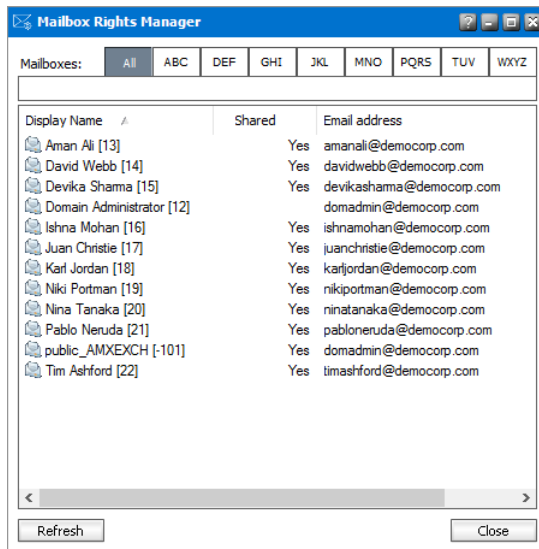 Mailbox Rights Manager
Mailboxes: All ABC DEF GHI JKL MNO PQRS TUV WXYZ
Display Name Shared Email address
Aman Ali [13] Yes amanali@democorp.com
David Webb [14] Yes davidwebb@democorp.com
Devika Sharma [15] Yes devikasharma@democorp.com
Domain Administrator [12] domadmin@democorp.com
Ishna Mohan [16] Yes ishnamohan@democorp.com
Juan Christie [17] Yes juanchristie@democorp.com
Karl Jordan [18] Yes karljordan@democorp.com
Niki Portman [19] Yes nikiportman@democorp.com
Nina Tanaka [20] Yes ninatanaka@democorp.com
Pablo Neruda [21] Yes pabloneruda@democorp.com
public_AMXEXCH [-101] Yes domadmin@democorp.com
Tim Ashford [22] Yes timashford@democorp.com
Refresh Close